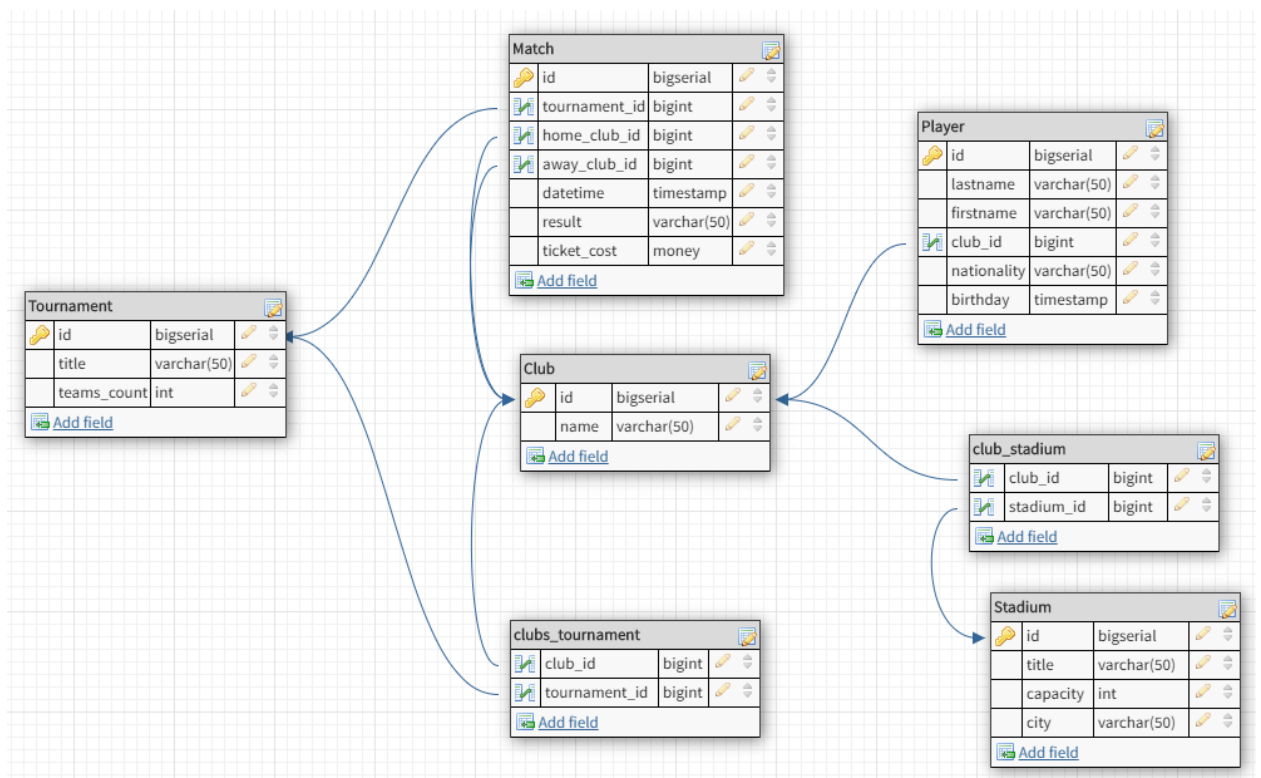 Match
id bigserial
tournament_id bigint
home_club_id bigint
away_club_id bigint
datetime timestamp
result varchar(50)
ticket_cost money
Add field
Player
id bigserial
lastname varchar(50)
firstname varchar(50)
club_id bigint
nationality varchar(50)
birthday timestamp
Add field
Tournament
id bigserial
title varchar(50)
teams_count int
Add field
Club
id bigserial
name varchar(50)
Add field
club_stadium
club_id bigint
stadium_id bigint
Add field
clubs_tournament
club_id bigint
tournament_id bigint
Add field
Stadium
id bigserial
title varchar(50)
capacity int
city varchar(50)
Add field